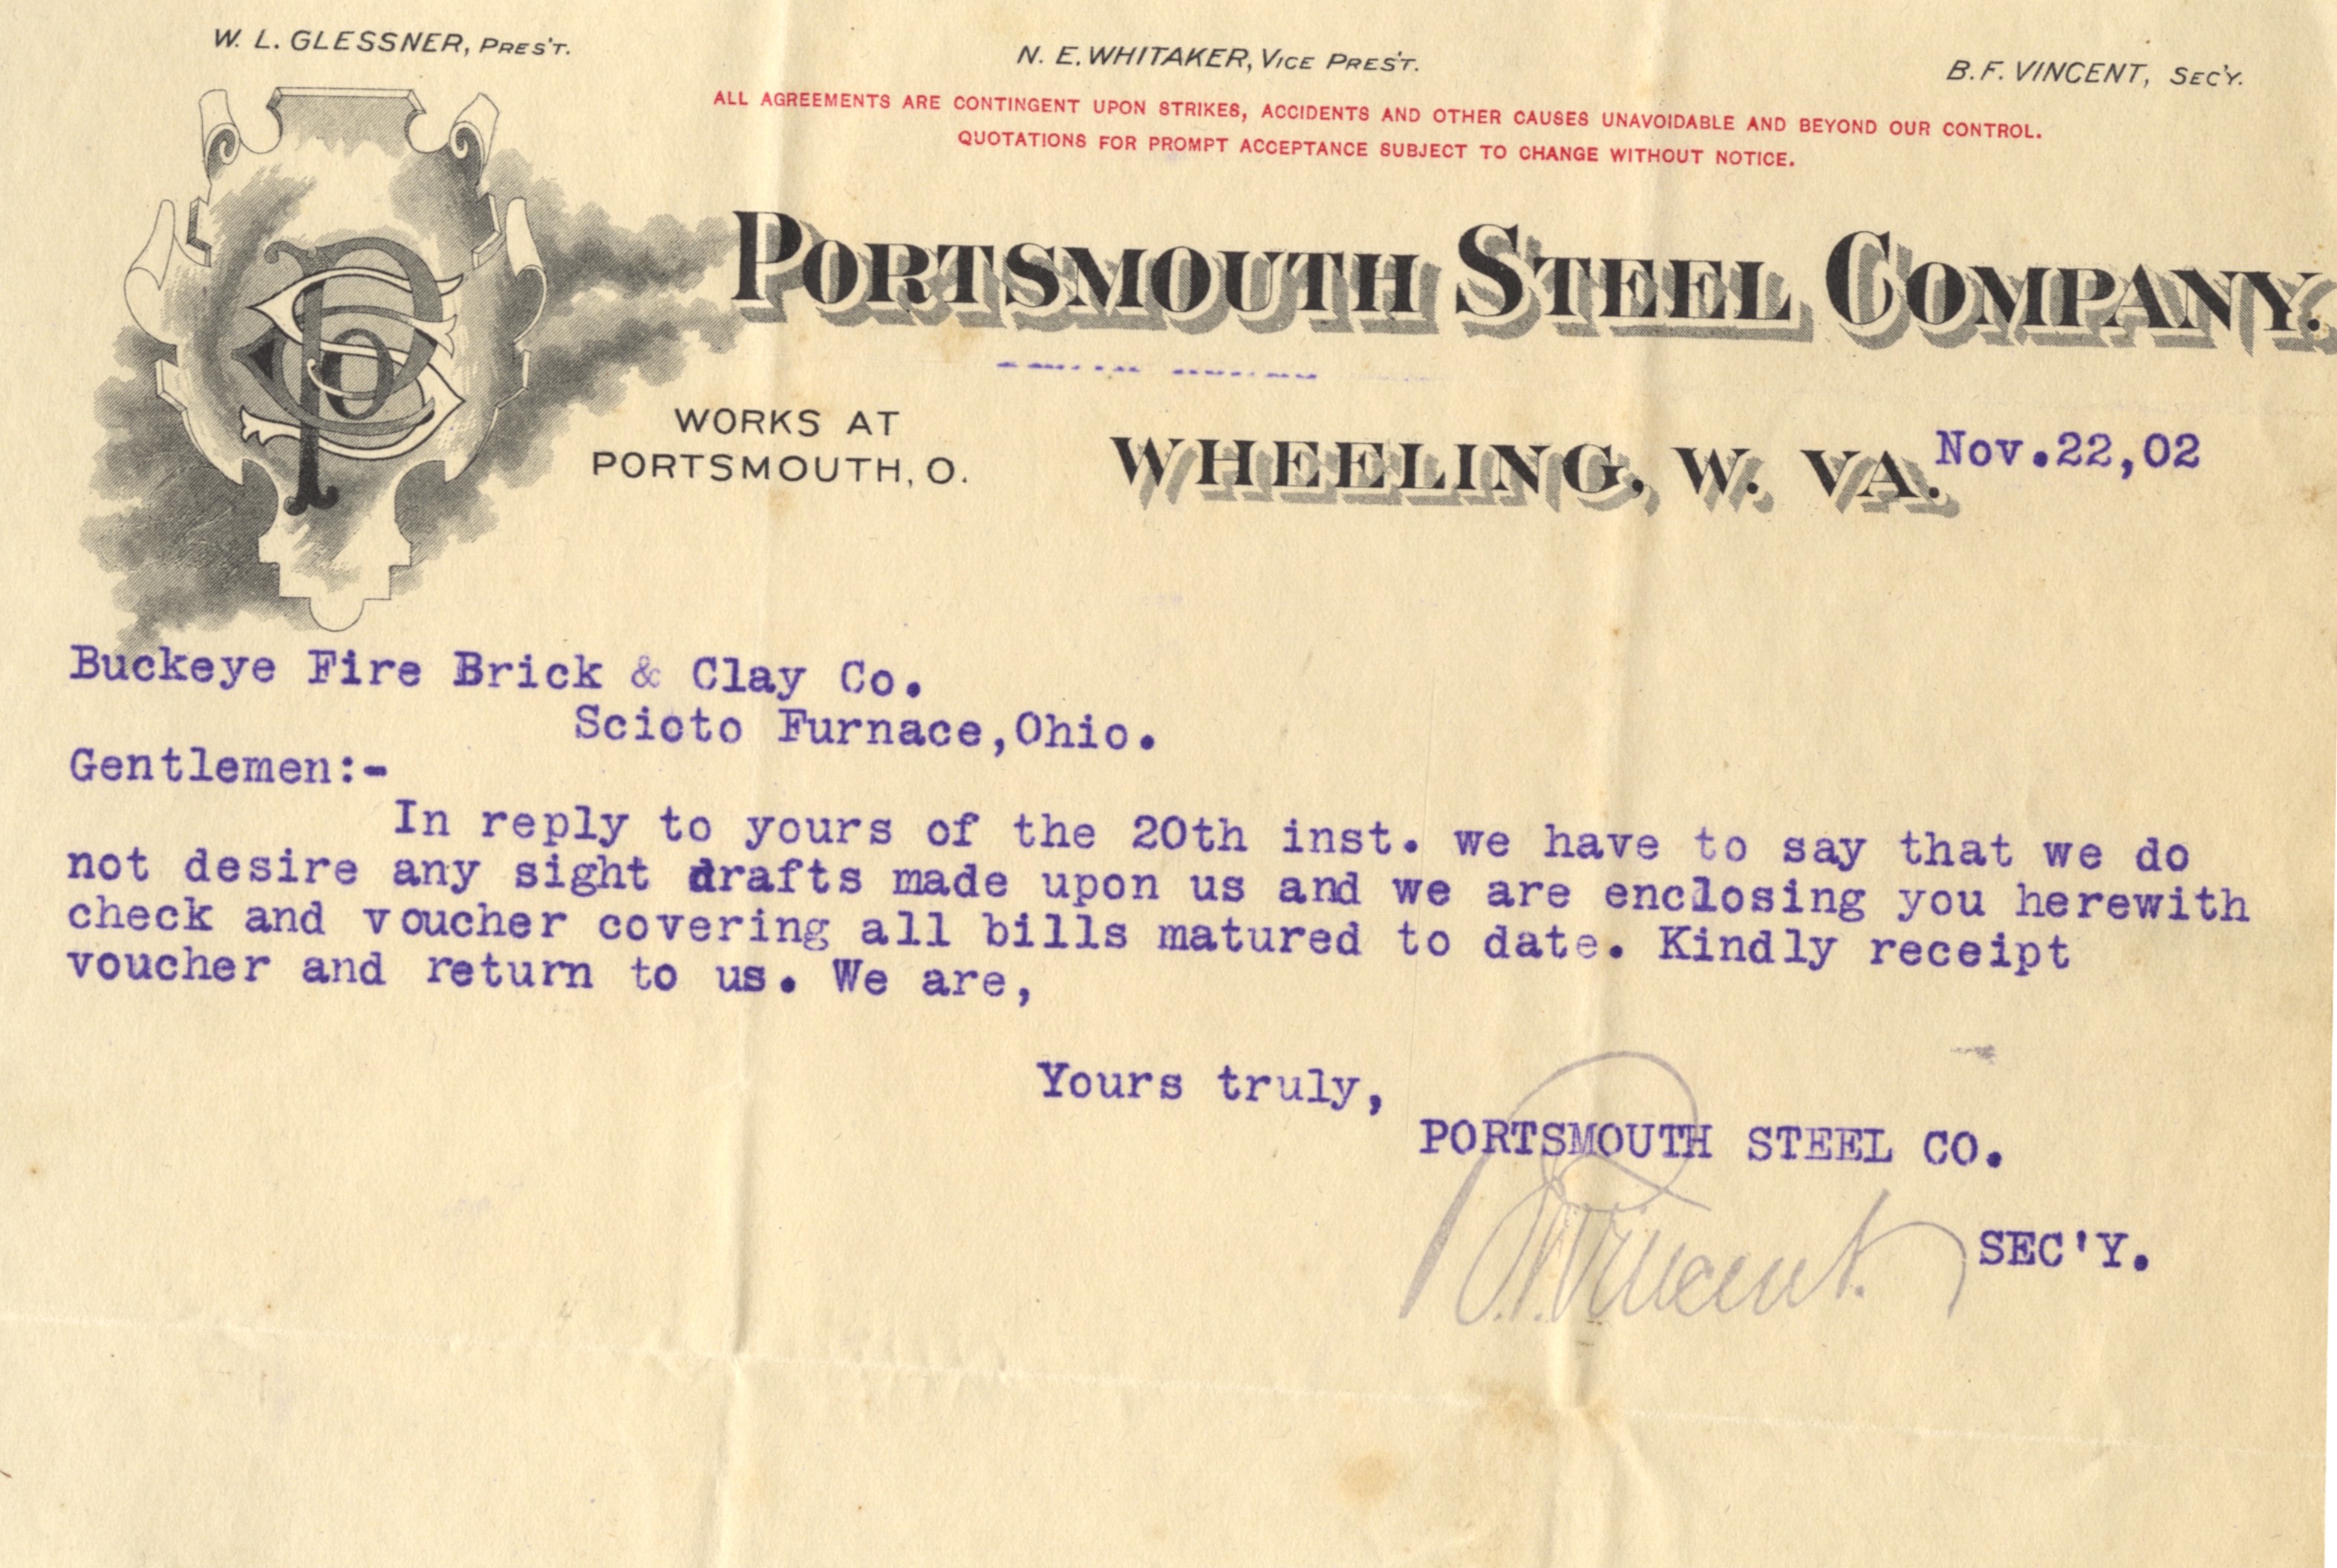 W. L. GLESSNER, PRES'T.
N. E. WHITAKER, VICE PRES'T.
B. F. VINCENT, SEC'Y.
ALL AGREEMENTS ARE CONTINGENT UPON STRIKES, ACCIDENTS AND OTHER CAUSES UNAVOIDABLE AND BEYOND OUR CONTROL.
QUOTATIONS FOR PROMPT ACCEPTANCE SUBJECT TO CHANGE WITHOUT NOTICE.
PORTSMOUTH STEEL COMPANY.
WORKS AT
PORTSMOUTH, O.
WHEELING, W. VA. Nov.22,02
Buckeye Fire Brick & Clay Co.
Scioto Furnace,Ohio.
Gentlemen:-
In reply to yours of the 20th inst. we have to say that we do
not desire any sight drafts made upon us and we are enclosing you herewith
check and voucher covering all bills matured to date. Kindly receipt
voucher and return to us. We are,
Yours truly,
PORTSMOUTH STEEL CO.
B. F. Vincent. SEC'Y.